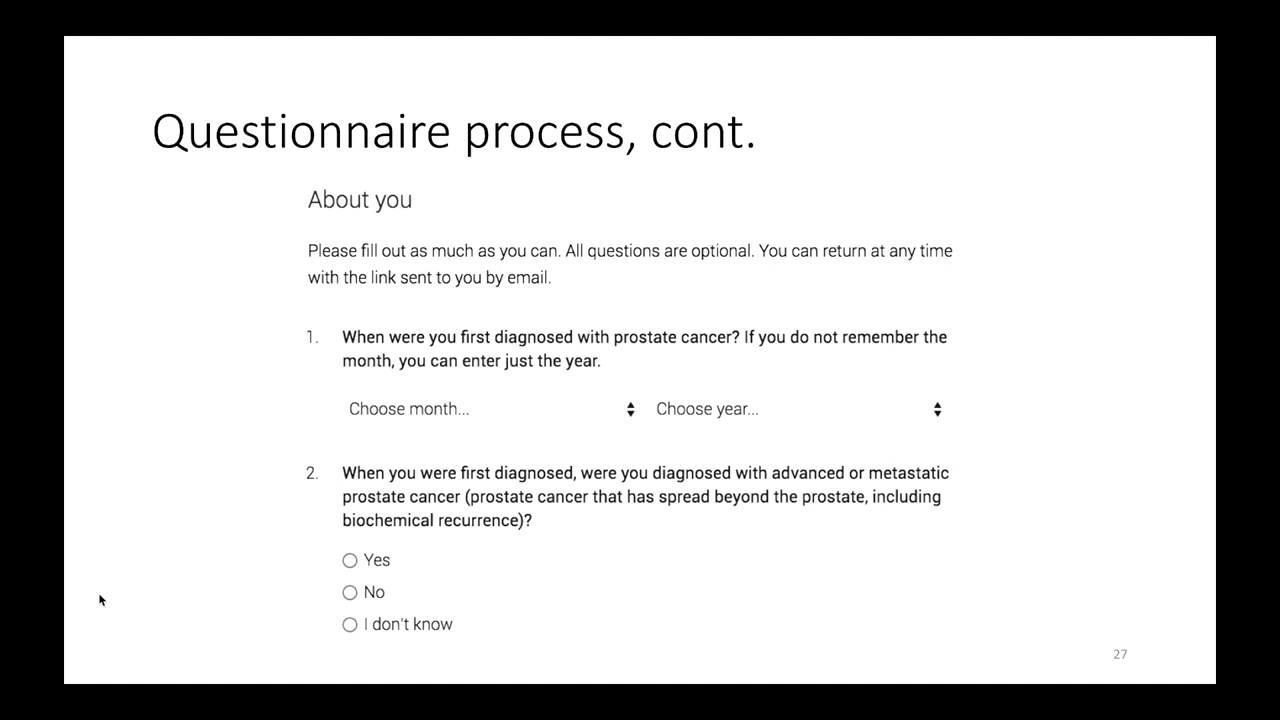 Questionnaire process, cont.
About you
Please fill out as much as you can. All questions are optional. You can return at any time
with the link sent to you by email.
1. When were you first diagnosed with prostate cancer? If you do not remember the
month, you can enter just the year.
Choose month... Choose year...
2. When you were first diagnosed, were you diagnosed with advanced or metastatic
prostate cancer (prostate cancer that has spread beyond the prostate, including
biochemical recurrence)?
Yes
No
I don't know
27